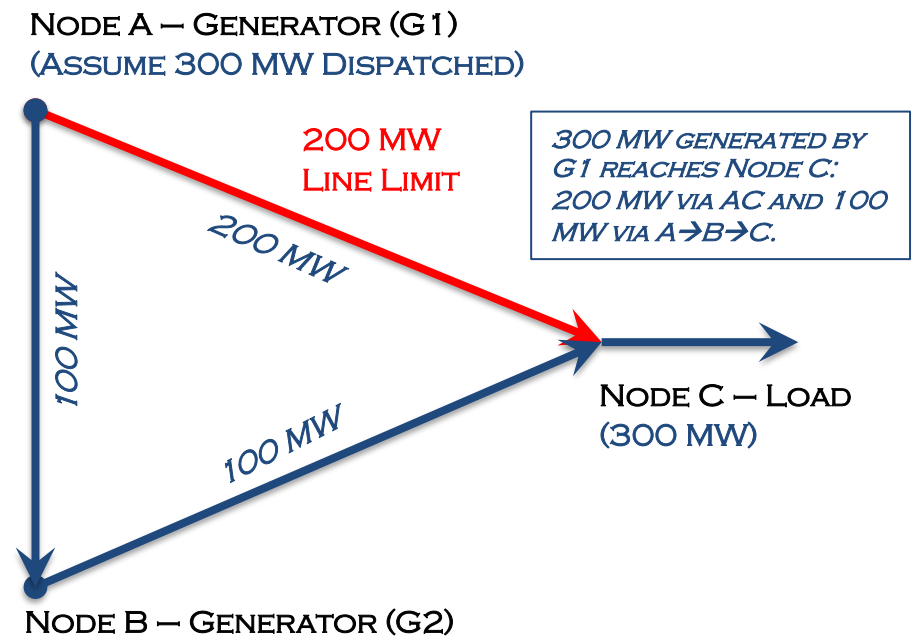 Node A – Generator (G1)
(Assume 300 MW Dispatched)
200 MW
Line Limit
300 MW generated by
G1 reaches Node C:
200 MW via AC and 100
MW via A→B→C.
200 MW
100 MW
100 MW
Node C – Load
(300 MW)
Node B – Generator (G2)